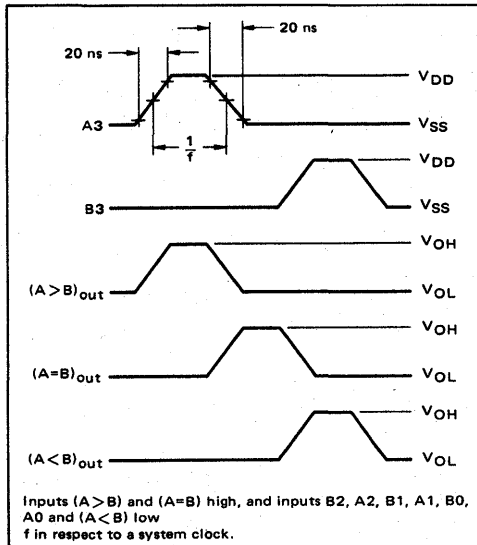 20 ns
20 ns
VDD
A3
VSS
1
f
VDD
B3
VSS
VOH
(A>B)out
VOL
VOH
(A=B)out
VOL
VOH
(A<B)out
VOL
Inputs (A>B) and (A=B) high, and inputs B2, A2, B1, A1, B0,
A0 and (A<B) low
f in respect to a system clock.